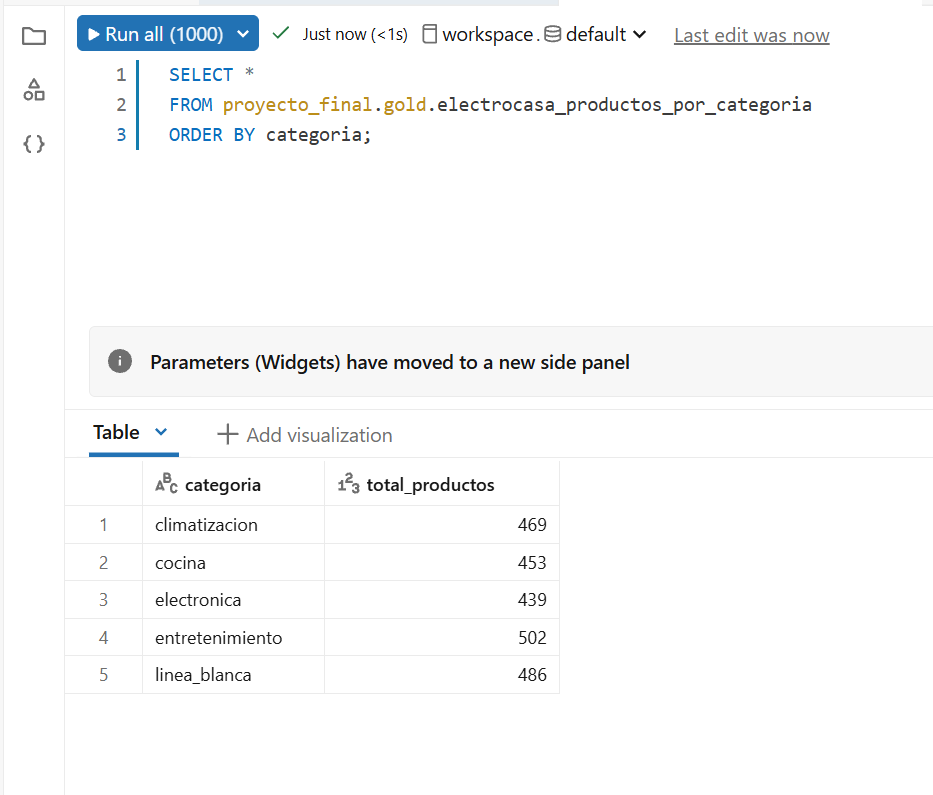 Run all (1000) Just now (<1s) workspace . default Last edit was now
1 SELECT *
2 FROM proyecto_final.gold.electrocasa_productos_por_categoria
3 ORDER BY categoria;
Parameters (Widgets) have moved to a new side panel
Table Add visualization
categoria total_productos
1 climatizacion 469
2 cocina 453
3 electronica 439
4 entretenimiento 502
5 linea_blanca 486